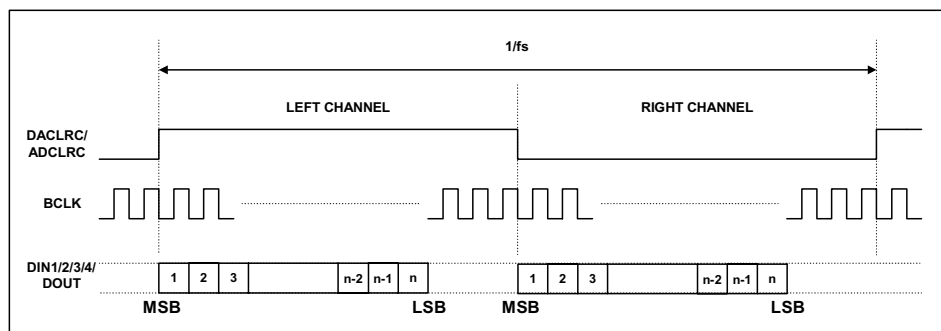 1/fs
LEFT CHANNEL
RIGHT CHANNEL
DACLRC/
ADCLRC
BCLK
DIN1/2/3/4/
DOUT
1 2 3 n-2 n-1 n 1 2 3 n-2 n-1 n
MSB LSB MSB LSB